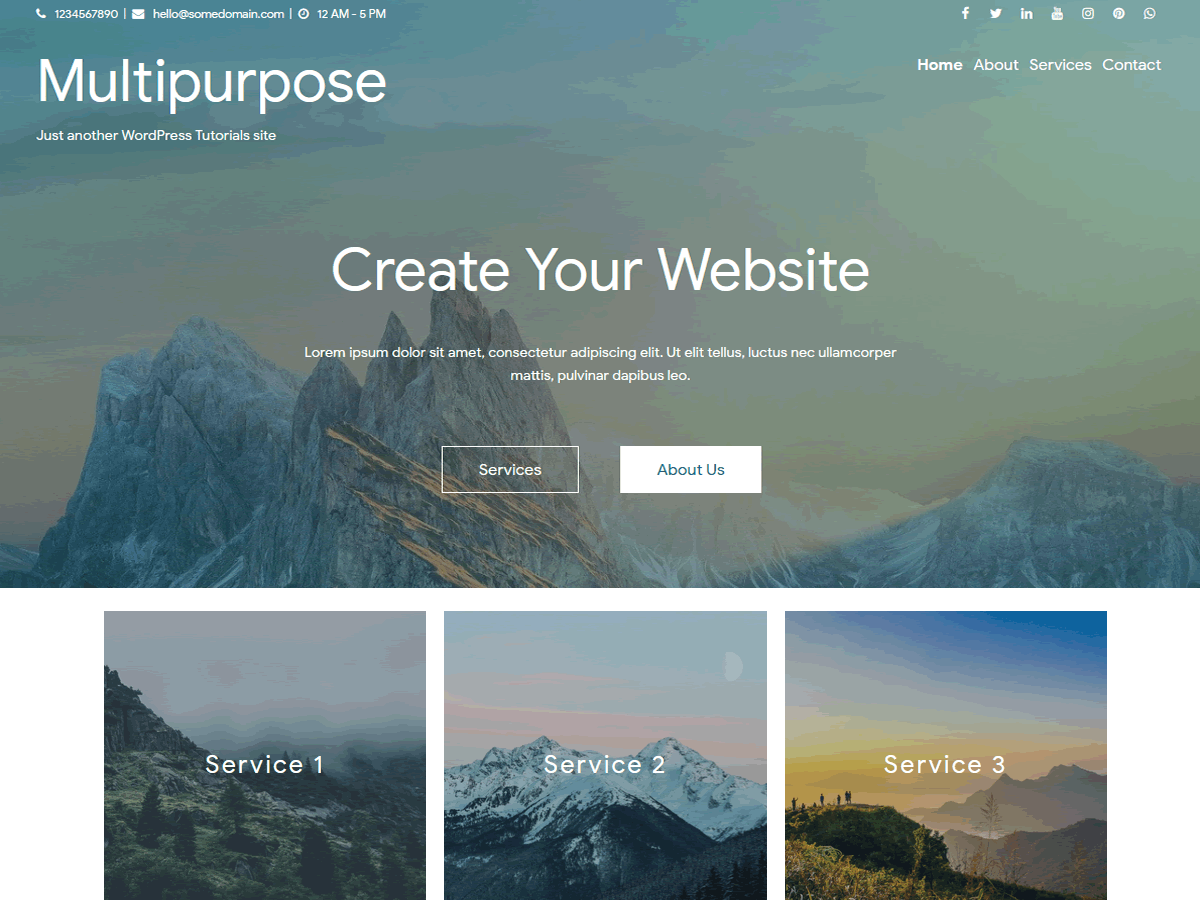 1234567890 | hello@somedomain.com | 12 AM - 5 PM
Multipurpose
Home About Services Contact
Just another WordPress Tutorials site
Create Your Website
Lorem ipsum dolor sit amet, consectetur adipiscing elit. Ut elit tellus, luctus nec ullamcorper
mattis, pulvinar dapibus leo.
Services About Us
Service 1 Service 2 Service 3